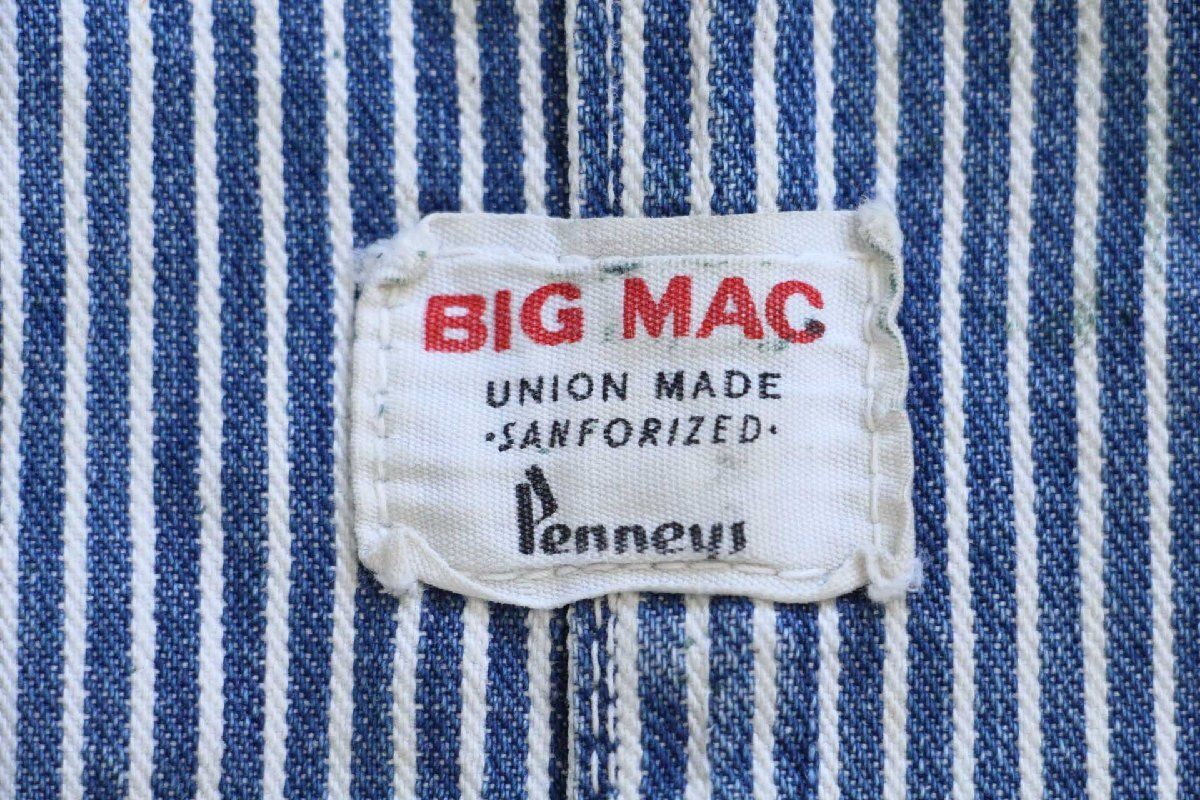 BIG MAC
UNION MADE
·SANFORIZED·
Penneys